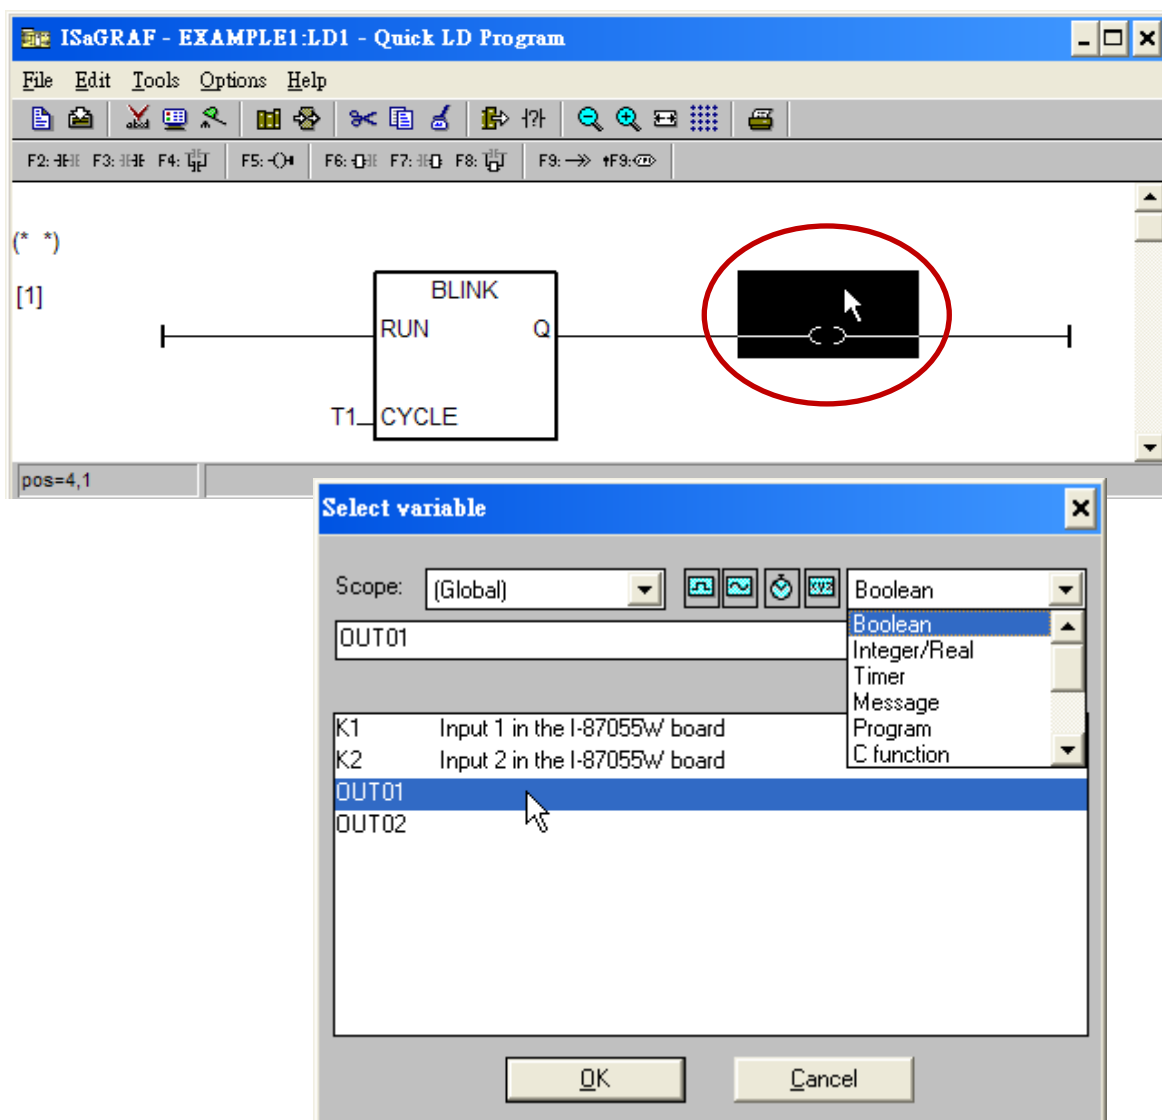 ISaGRAF - EXAMPLE1:LD1 - Quick LD Program
File Edit Tools Options Help
F2: F3: F4: F5: F6: F7: F8: F9: F9:
(* *)
[1]
BLINK
RUN Q
T1 CYCLE
pos=4,1
Select variable
Scope: (Global) xyz Boolean
OUT01
Boolean
Integer/Real
Timer
Message
Program
C function
K1 Input 1 in the I-87055W board
K2 Input 2 in the I-87055W board
OUT01
OUT02
OK Cancel